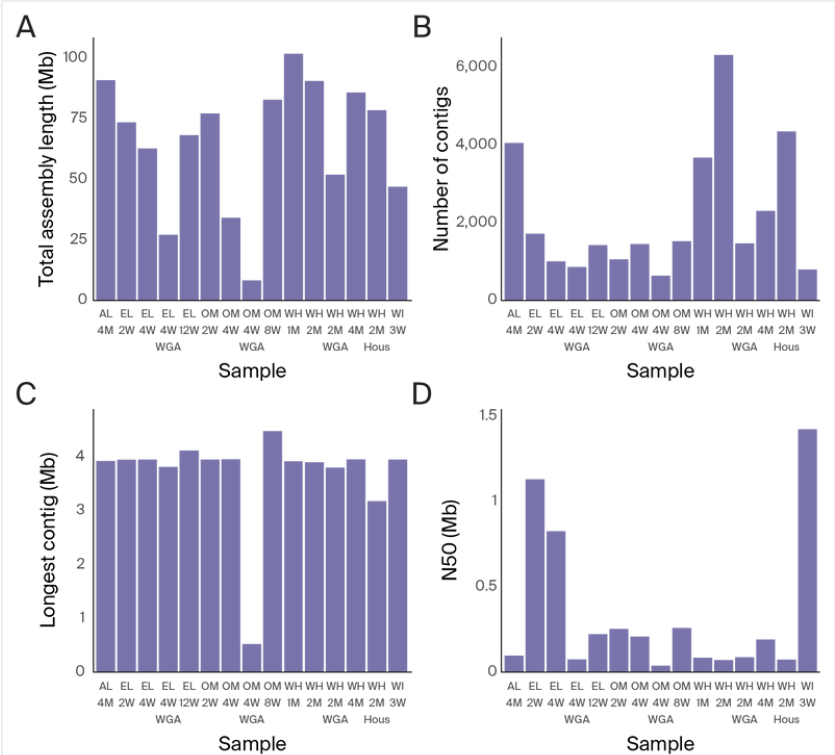 A
Total assembly length (Mb)
100
75
50
25
0
AL EL EL EL EL OM OM OM OM WH WH WH WH WH WI
4M 2W 4W 4W 12W 2W 4W 4W 8W 1M 2M 2M 4M 2M 3W
WGA WGA WGA Hous
Sample
B
Number of contigs
6,000
4,000
2,000
0
AL EL EL EL EL OM OM OM OM WH WH WH WH WH WI
4M 2W 4W 4W 12W 2W 4W 4W 8W 1M 2M 2M 4M 2M 3W
WGA WGA WGA Hous
Sample
C
Longest contig (Mb)
4
3
2
1
0
AL EL EL EL EL OM OM OM OM WH WH WH WH WH WI
4M 2W 4W 4W 12W 2W 4W 4W 8W 1M 2M 2M 4M 2M 3W
WGA WGA WGA Hous
Sample
D
N50 (Mb)
1.5
1
0.5
0
AL EL EL EL EL OM OM OM OM WH WH WH WH WH WI
4M 2W 4W 4W 12W 2W 4W 4W 8W 1M 2M 2M 4M 2M 3W
WGA WGA WGA Hous
Sample